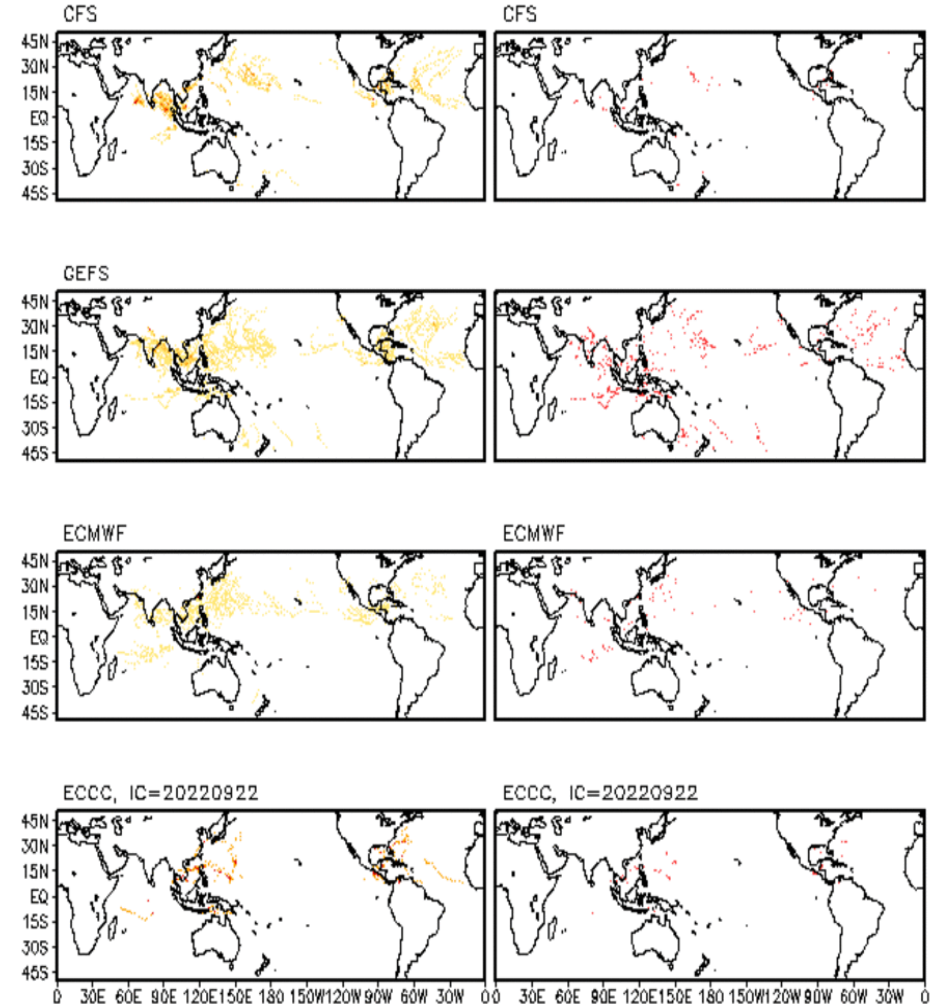 CFS CFS
45N
30N
15N
EQ
15S
30S
45S
GEFS
45N
30N
15N
EQ
15S
30S
45S
ECMWF ECMWF
45N
30N
15N
EQ
15S
30S
45S
ECCC, IC=20220922 ECCC, IC=20220922
45N
30N
15N
EQ
15S
30S
45S
0 30E 60E 90E 120E 150E 180 150W 120W 90W 60W 30W 0 30E 60E 90E 120E 150E 180 150W 120W 90W 60W 30W 0